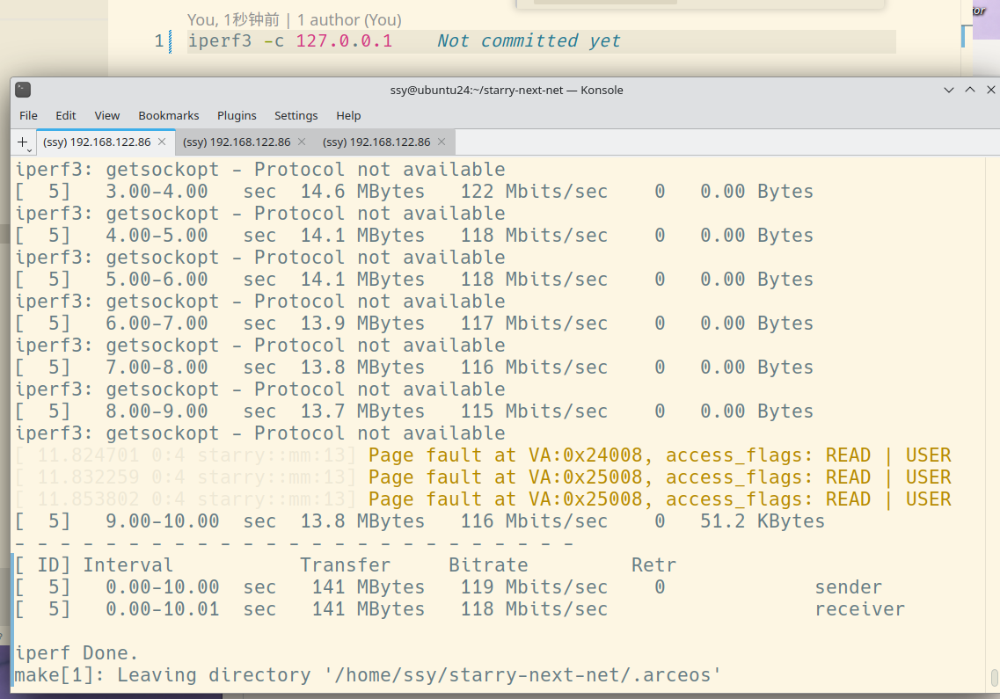 tor
You, 1秒钟前 | 1 author (You)
1 iperf3 -c 127.0.0.1 Not committed yet
ssy@ubuntu24:~/starry-next-net — Konsole
File Edit View Bookmarks Plugins Settings Help
(ssy) 192.168.122.86 (ssy) 192.168.122.86 (ssy) 192.168.122.86
iperf3: getsockopt - Protocol not available
[ 5] 3.00-4.00 sec 14.6 MBytes 122 Mbits/sec 0 0.00 Bytes
iperf3: getsockopt - Protocol not available
[ 5] 4.00-5.00 sec 14.1 MBytes 118 Mbits/sec 0 0.00 Bytes
iperf3: getsockopt - Protocol not available
[ 5] 5.00-6.00 sec 14.1 MBytes 118 Mbits/sec 0 0.00 Bytes
iperf3: getsockopt - Protocol not available
[ 5] 6.00-7.00 sec 13.9 MBytes 117 Mbits/sec 0 0.00 Bytes
iperf3: getsockopt - Protocol not available
[ 5] 7.00-8.00 sec 13.8 MBytes 116 Mbits/sec 0 0.00 Bytes
iperf3: getsockopt - Protocol not available
[ 5] 8.00-9.00 sec 13.7 MBytes 115 Mbits/sec 0 0.00 Bytes
iperf3: getsockopt - Protocol not available
[ 11.824701 0:4 starry::mm:13] Page fault at VA:0x24008, access_flags: READ | USER
[ 11.832259 0:4 starry::mm:13] Page fault at VA:0x25008, access_flags: READ | USER
[ 11.853802 0:4 starry::mm:13] Page fault at VA:0x25008, access_flags: READ | USER
[ 5] 9.00-10.00 sec 13.8 MBytes 116 Mbits/sec 0 51.2 KBytes
- - - - - - - - - - - - - - - - - - - - - - - - -
[ ID] Interval Transfer Bitrate Retr
[ 5] 0.00-10.00 sec 141 MBytes 119 Mbits/sec 0 sender
[ 5] 0.00-10.01 sec 141 MBytes 118 Mbits/sec receiver
iperf Done.
make[1]: Leaving directory '/home/ssy/starry-next-net/.arceos'